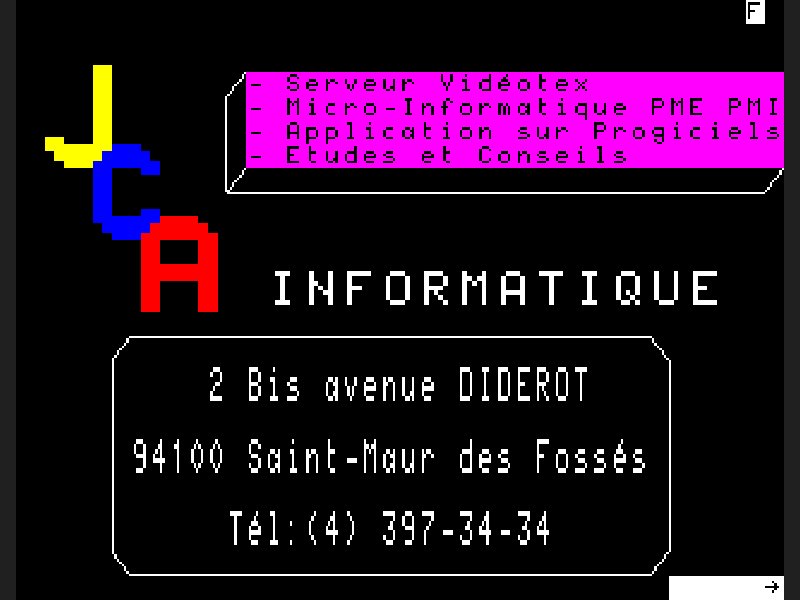 F
- Serveur Vidéotex
- Micro-Informatique PME PMI
- Application sur Progiciels
- Etudes et Conseils
JCA INFORMATIQUE
2 Bis avenue DIDEROT
94100 Saint-Maur des Fossés
Tél:(4) 397-34-34
→